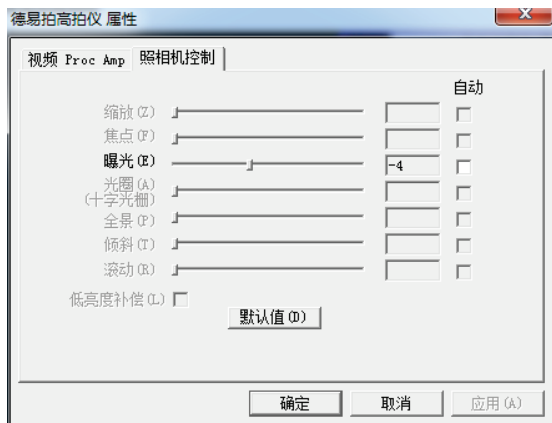 德易拍高拍仪 属性
视频 Proc Amp 照相机控制
自动
缩放(Z)
焦点(F)
曝光(E) -4
光圈(A)
(十字光栅)
全景(P)
倾斜(T)
滚动(R)
低亮度补偿(L)
默认值(D)
确定 取消 应用(A)